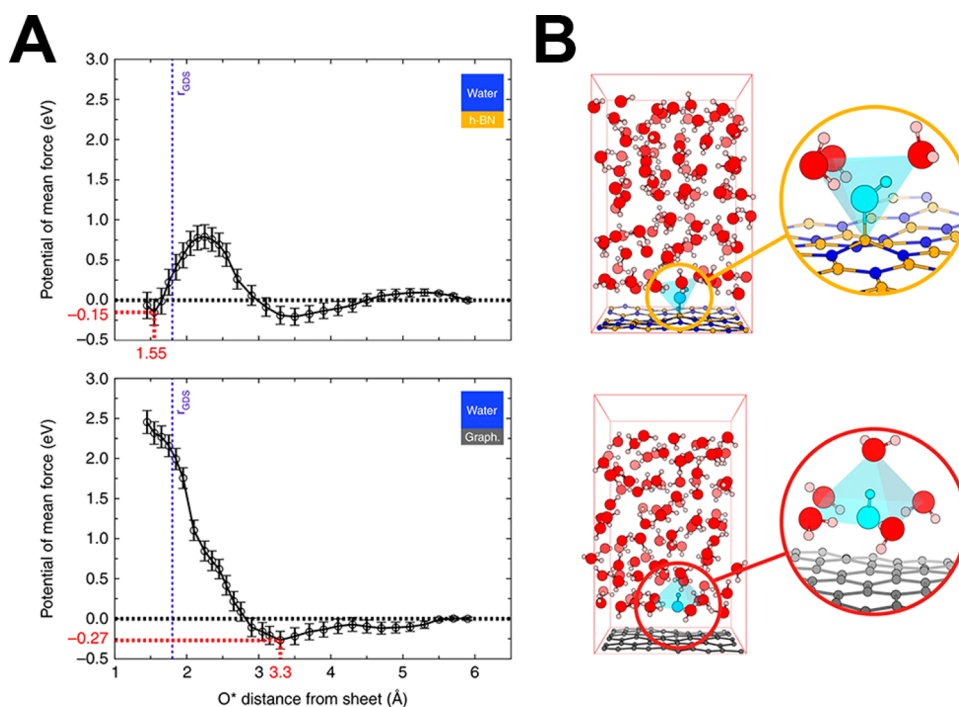 A
B
Potential of mean force (eV)
3.0
2.5
2.0
1.5
1.0
0.5
0.0
−0.15
−0.5
1.55
rGDS
Water
h-BN
Potential of mean force (eV)
3.0
2.5
2.0
1.5
1.0
0.5
0.0
−0.27
−0.5
rGDS
Water
Graph.
1 2 3 3.3 4 5 6
O* distance from sheet (Å)